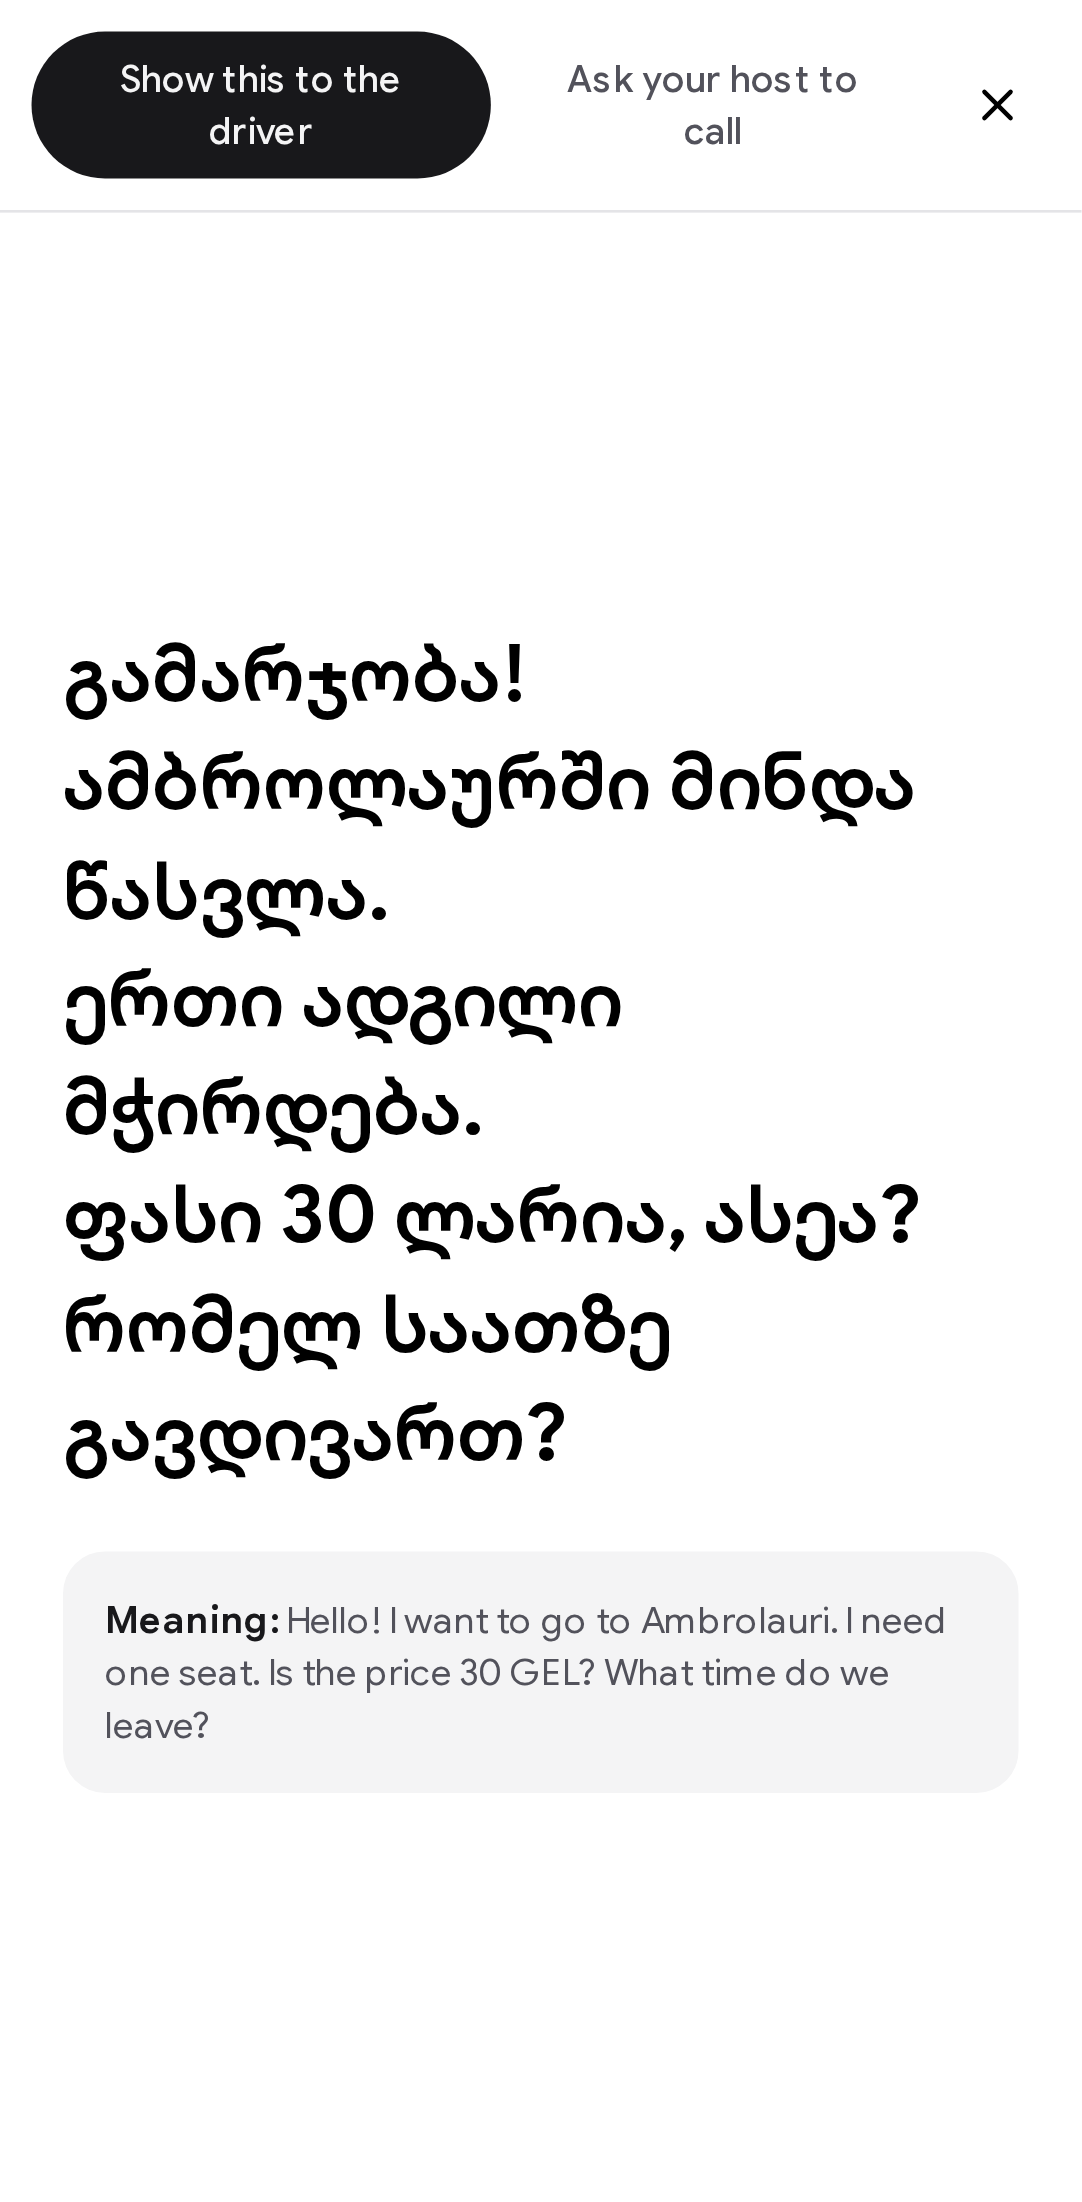 Show this to the
driver
Ask your host to
call
გამარჯობა!
ამბროლაურში მინდა
წასვლა.
ერთი ადგილი
მჭირდება.
ფასი 30 ლარია, ასეა?
რომელ საათზე
გავდივართ?
Meaning: Hello! I want to go to Ambrolauri. I need
one seat. Is the price 30 GEL? What time do we
leave?